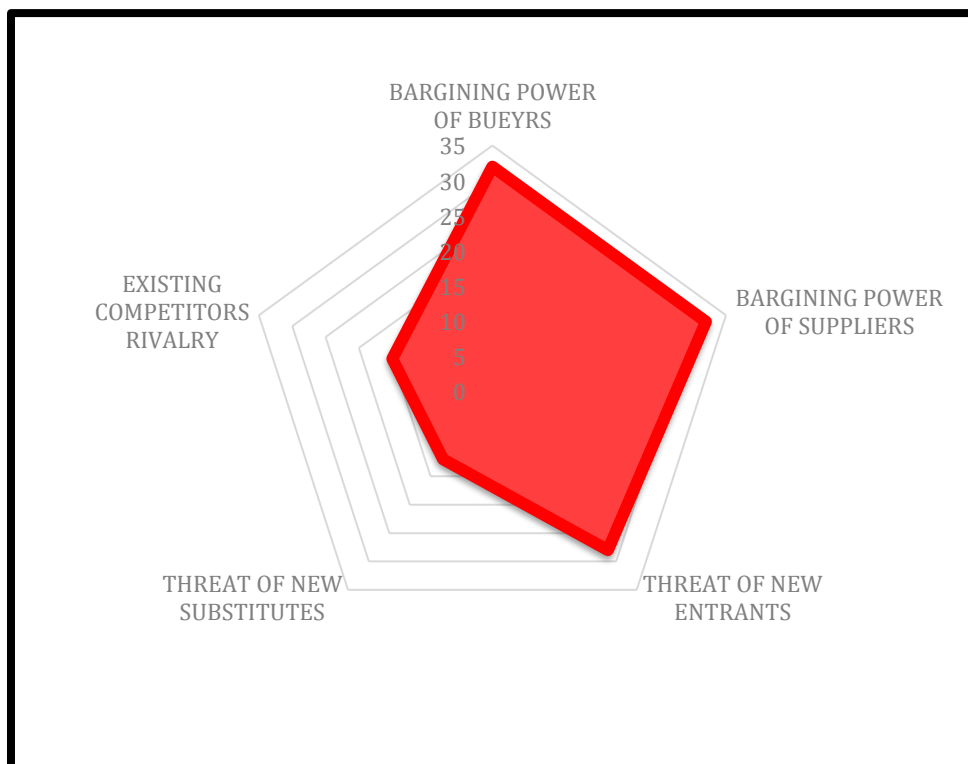 BARGINING POWER
OF BUEYRS
35
30
25
20
15
10
5
0
EXISTING
COMPETITORS
RIVALRY
BARGINING POWER
OF SUPPLIERS
THREAT OF NEW
SUBSTITUTES
THREAT OF NEW
ENTRANTS